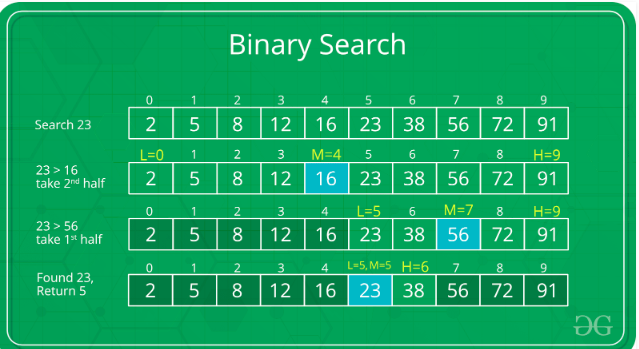 Binary Search
0 1 2 3 4 5 6 7 8 9
Search 23 2 5 8 12 16 23 38 56 72 91
L=0 1 2 3 M=4 5 6 7 8 H=9
23 > 16
take 2nd half
2 5 8 12 16 23 38 56 72 91
0 1 2 3 4 L=5 6 M=7 8 H=9
23 > 56
take 1st half
2 5 8 12 16 23 38 56 72 91
0 1 2 3 4 L=5, M=5 H=6 7 8 9
Found 23,
Return 5
2 5 8 12 16 23 38 56 72 91